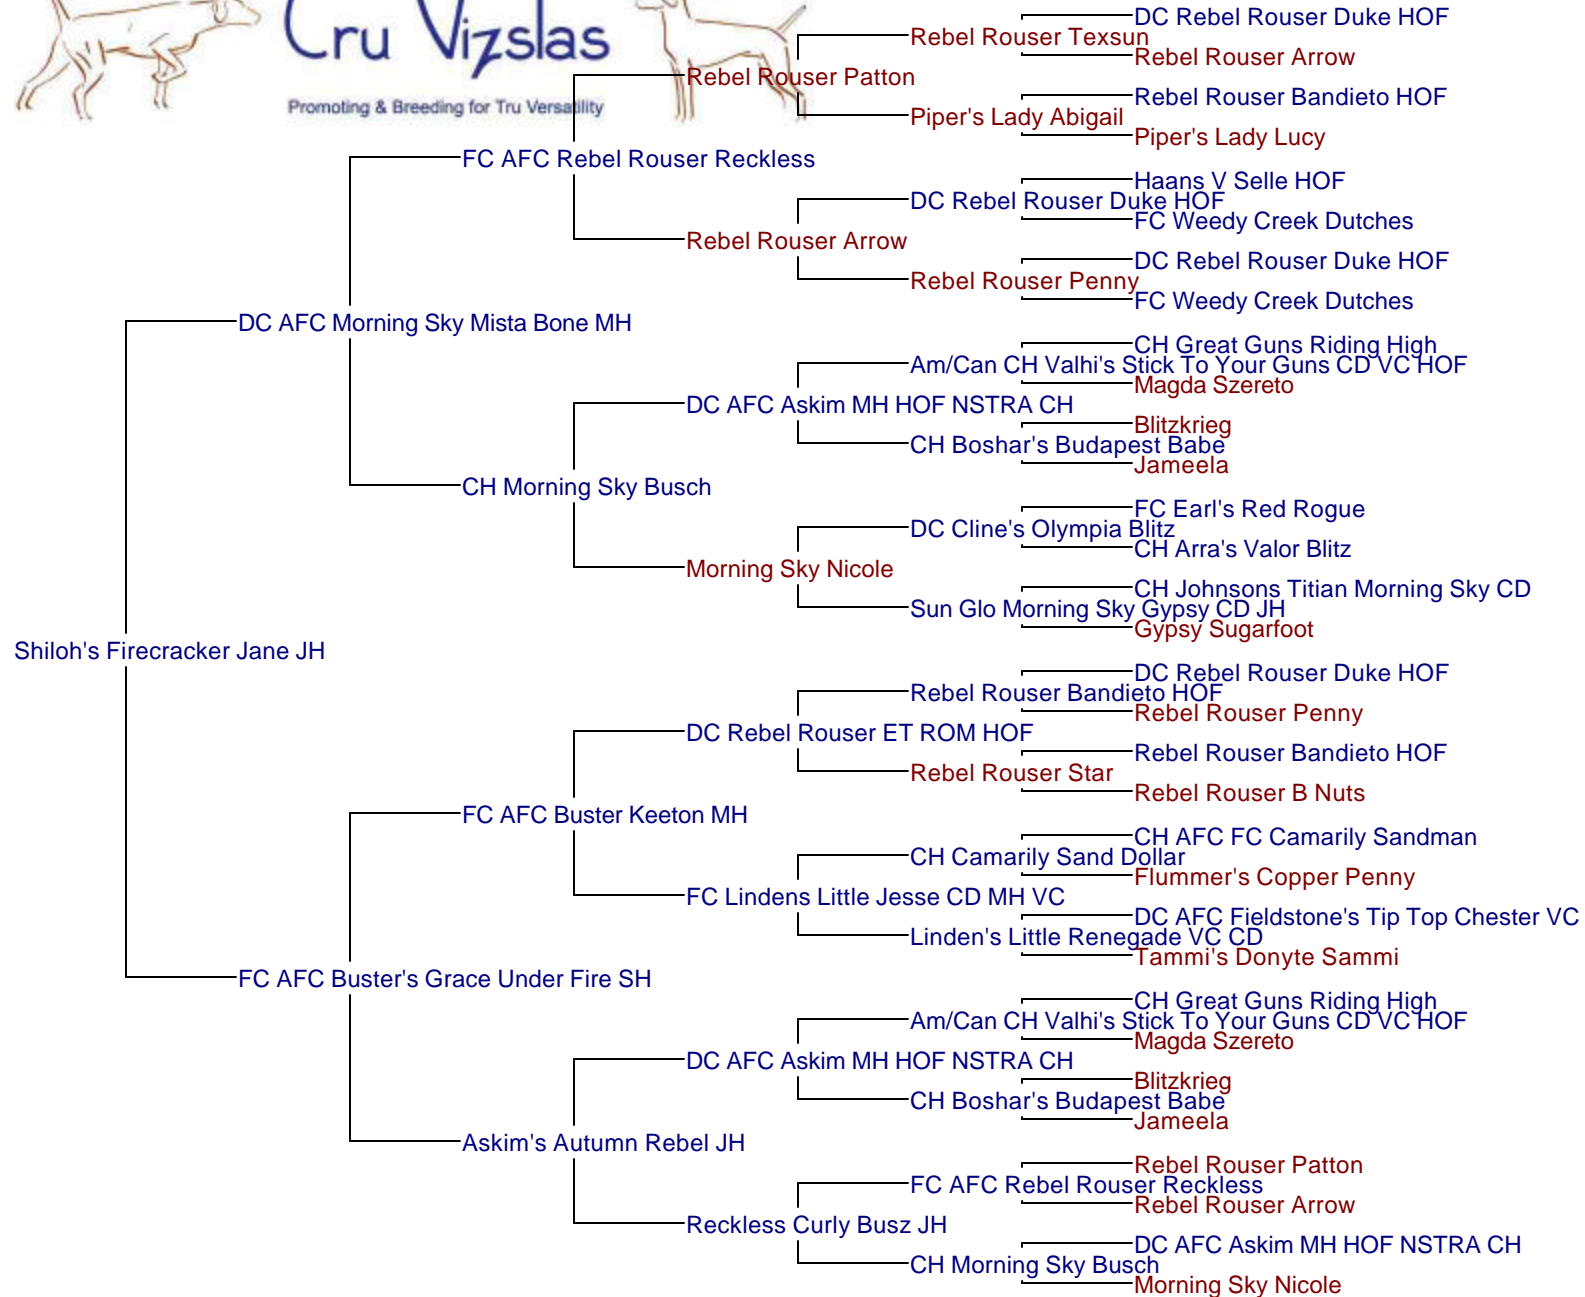 Cru Vizslas
Promoting & Breeding for Tru Versatility
DC Rebel Rouser Duke HOF
Rebel Rouser Texsun
Rebel Rouser Arrow
Rebel Rouser Patton
Rebel Rouser Bandieto HOF
Piper's Lady Abigail
Piper's Lady Lucy
FC AFC Rebel Rouser Reckless
Haans V Selle HOF
DC Rebel Rouser Duke HOF
FC Weedy Creek Dutches
Rebel Rouser Arrow
DC Rebel Rouser Duke HOF
Rebel Rouser Penny
FC Weedy Creek Dutches
DC AFC Morning Sky Mista Bone MH
CH Great Guns Riding High
Am/Can CH Valhi's Stick To Your Guns CD VC HOF
Magda Szereto
DC AFC Askim MH HOF NSTRA CH
Blitzkrieg
CH Boshar's Budapest Babe
Jameela
CH Morning Sky Busch
FC Earl's Red Rogue
DC Cline's Olympia Blitz
CH Arra's Valor Blitz
Morning Sky Nicole
CH Johnsons Titian Morning Sky CD
Sun Glo Morning Sky Gypsy CD JH
Gypsy Sugarfoot
Shiloh's Firecracker Jane JH
DC Rebel Rouser Duke HOF
Rebel Rouser Bandieto HOF
Rebel Rouser Penny
DC Rebel Rouser ET ROM HOF
Rebel Rouser Bandieto HOF
Rebel Rouser Star
Rebel Rouser B Nuts
FC AFC Buster Keeton MH
CH AFC FC Camarily Sandman
CH Camarily Sand Dollar
Flummer's Copper Penny
FC Lindens Little Jesse CD MH VC
DC AFC Fieldstone's Tip Top Chester VC
Linden's Little Renegade VC CD
Tammi's Donyte Sammi
FC AFC Buster's Grace Under Fire SH
CH Great Guns Riding High
Am/Can CH Valhi's Stick To Your Guns CD VC HOF
Magda Szereto
DC AFC Askim MH HOF NSTRA CH
Blitzkrieg
CH Boshar's Budapest Babe
Jameela
Askim's Autumn Rebel JH
Rebel Rouser Patton
FC AFC Rebel Rouser Reckless
Rebel Rouser Arrow
Reckless Curly Busz JH
DC AFC Askim MH HOF NSTRA CH
CH Morning Sky Busch
Morning Sky Nicole